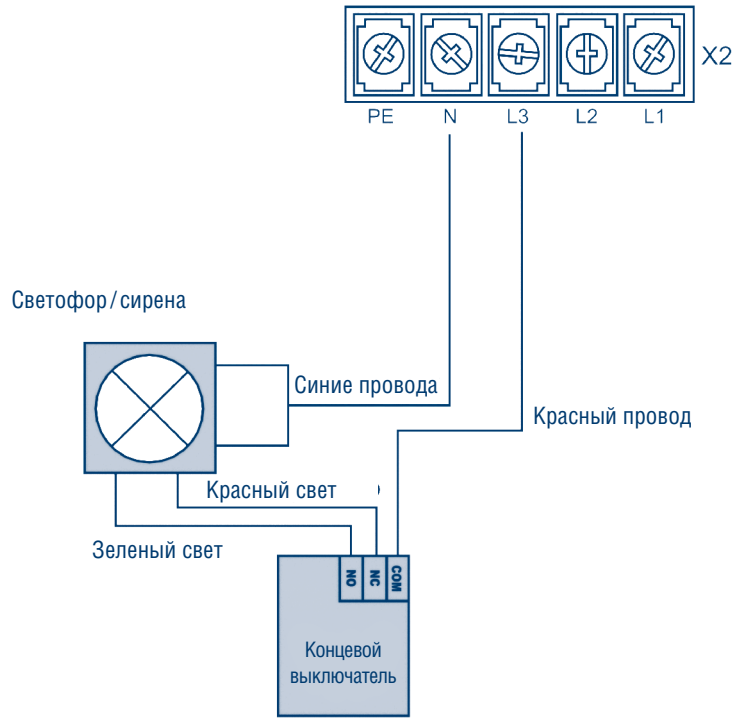 X2
PE N L3 L2 L1
Светофор/сирена
Синие провода
Красный провод
Красный свет
Зеленый свет
NO NC COM
Концевой
выключатель